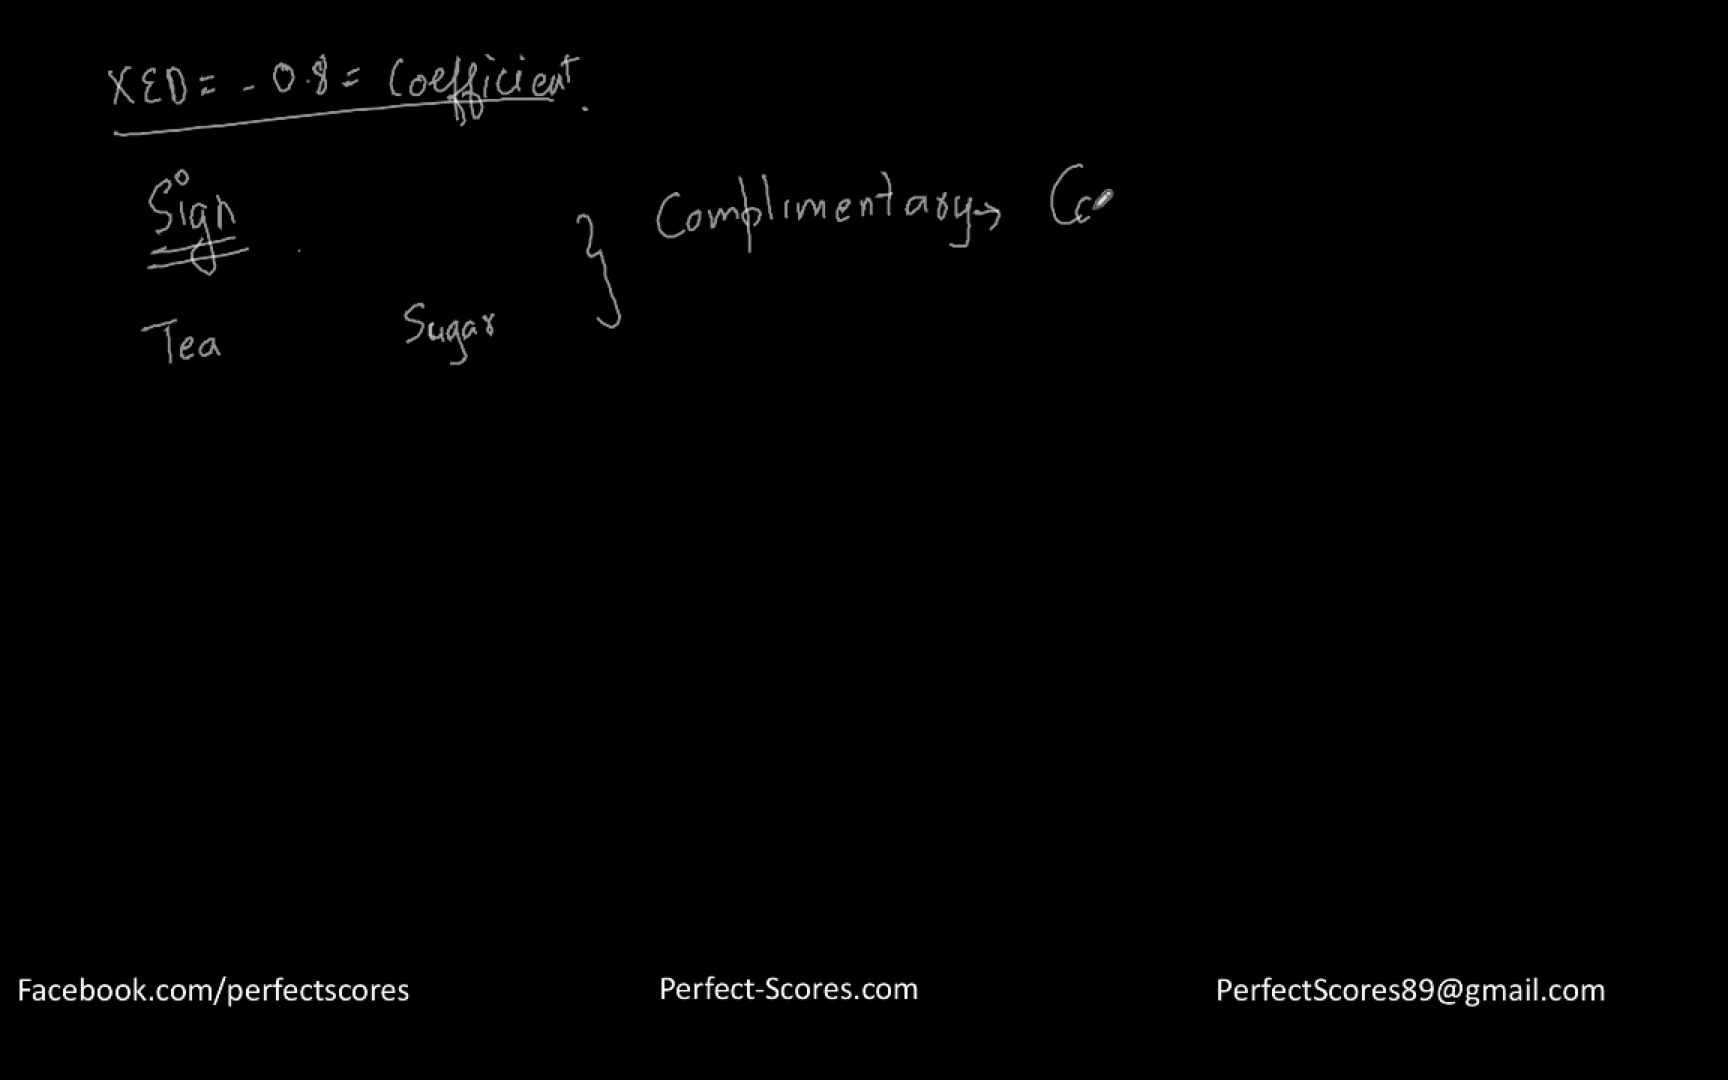 XED = - 0.8 = Coefficient.
Sign
Complimentary →
Tea Sugar
Facebook.com/perfectscores
Perfect-Scores.com
PerfectScores89@gmail.com